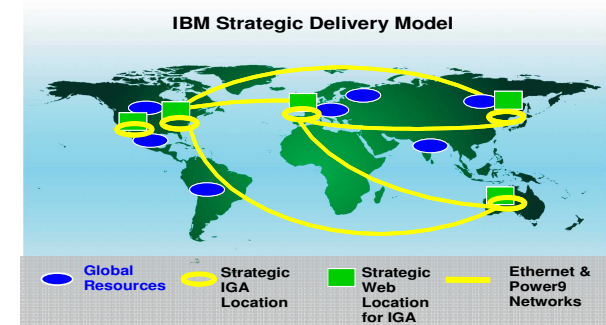 IBM Strategic Delivery Model
Global
Resources
Strategic
IGA
Location
Strategic
Web
Location
for IGA
Ethernet &
Power9
Networks